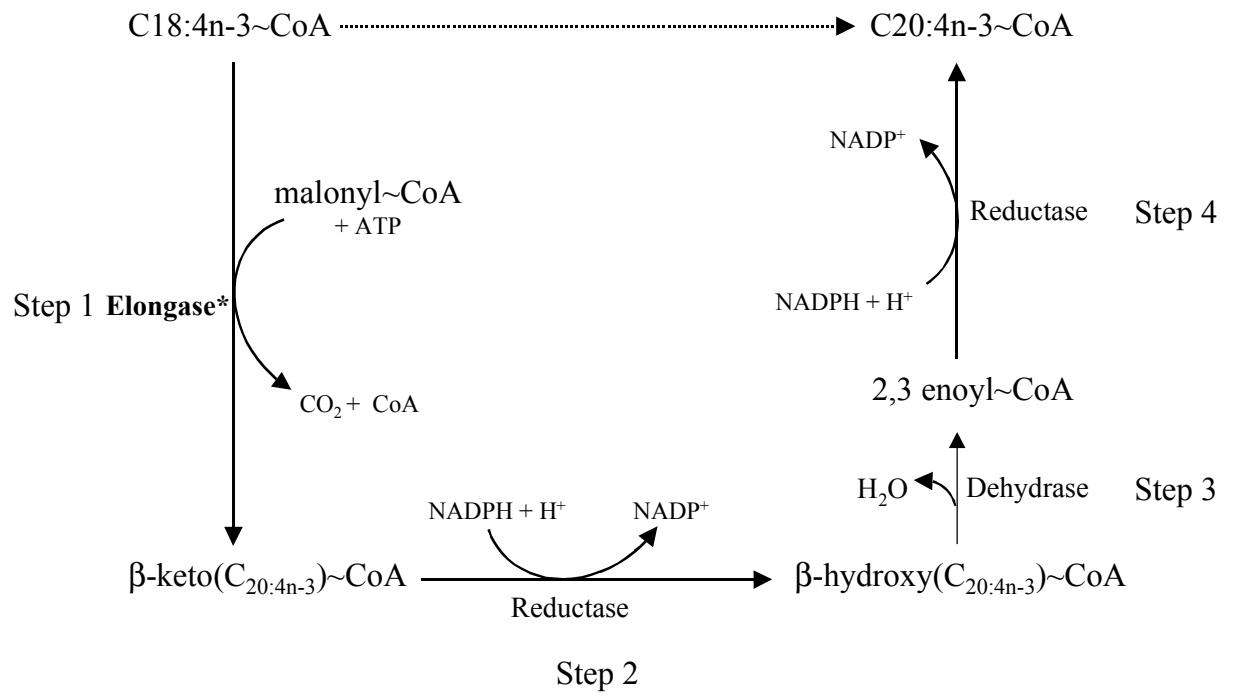 C18:4n-3~CoA
C20:4n-3~CoA
NADP⁺
malonyl~CoA
+ ATP
Reductase
Step 4
Step 1 Elongase*
NADPH + H⁺
CO₂ + CoA
2,3 enoyl~CoA
H₂O
Dehydrase
Step 3
NADPH + H⁺
NADP⁺
β-keto(C₂₀:₄ₙ₋₃)~CoA
β-hydroxy(C₂₀:₄ₙ₋₃)~CoA
Reductase
Step 2